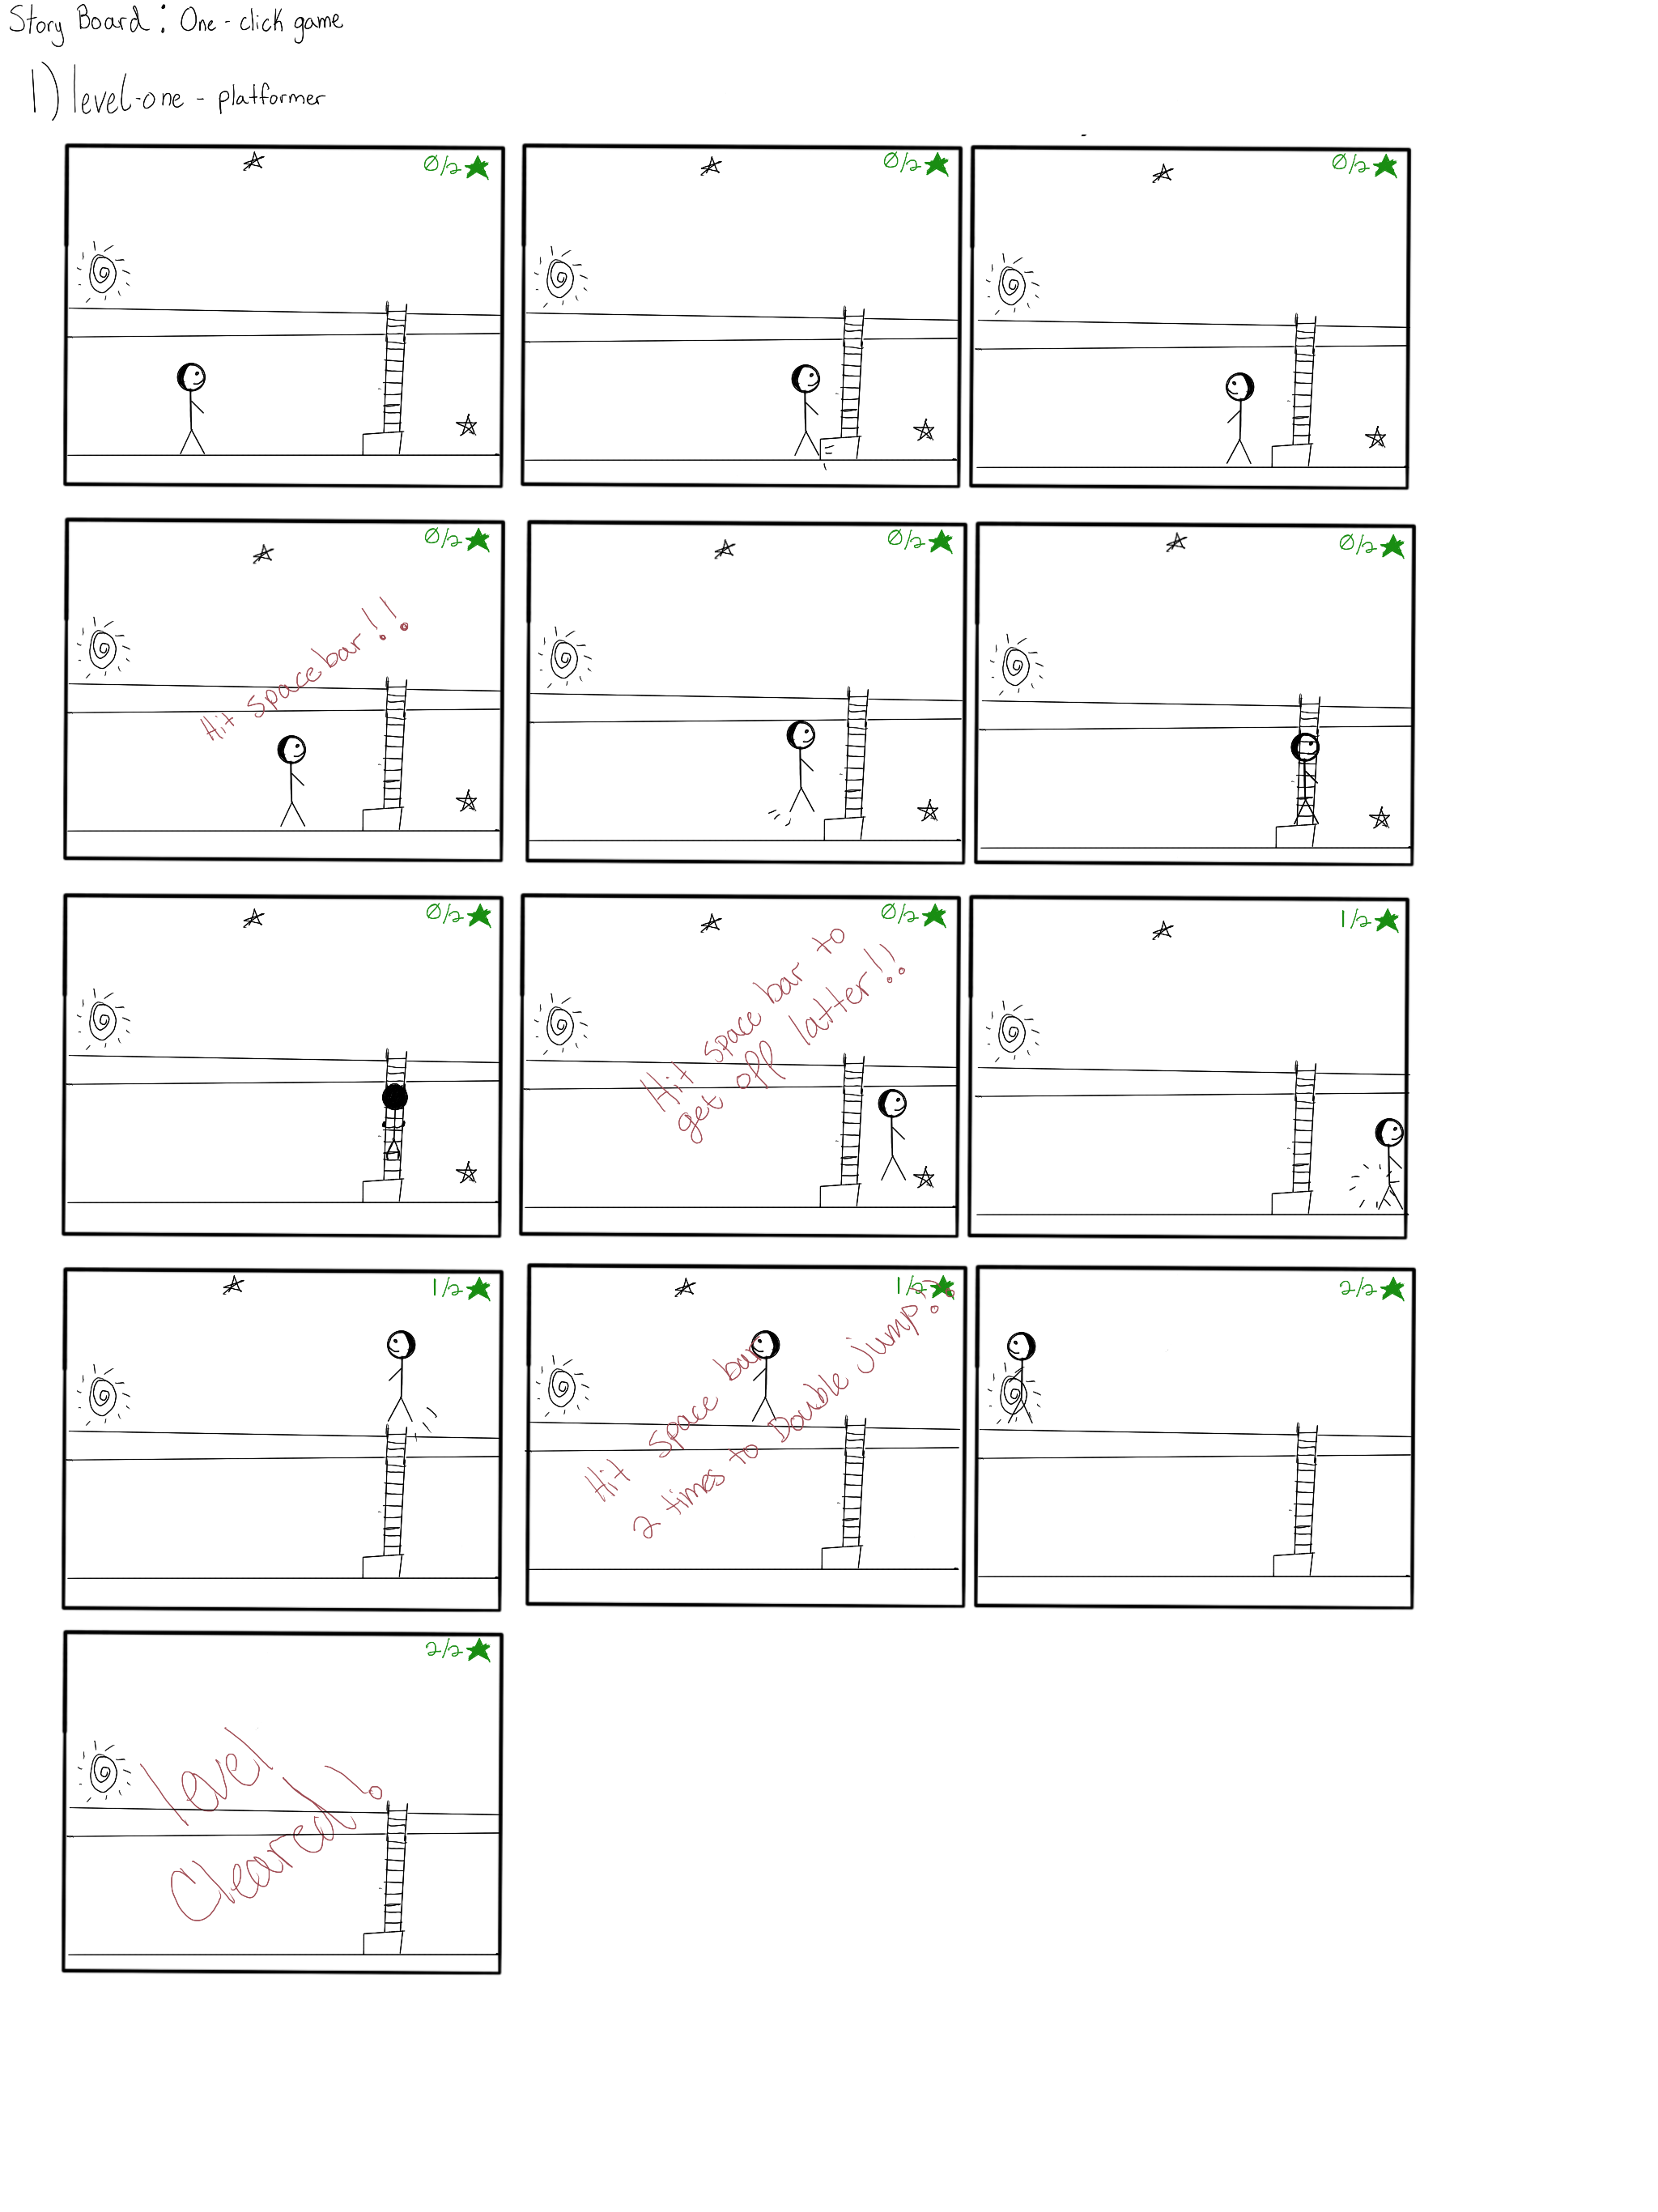 Story Board: One-click game
1) level-one - platformer
0/2
0/2
0/2
0/2
Hit spacebar!!
0/2
0/2
0/2
0/2
Hit space bar to
get off latter!!
1/2
1/2
1/2
Hit space bar
2 times to Double jump!!
2/2
2/2
level
Cleared!